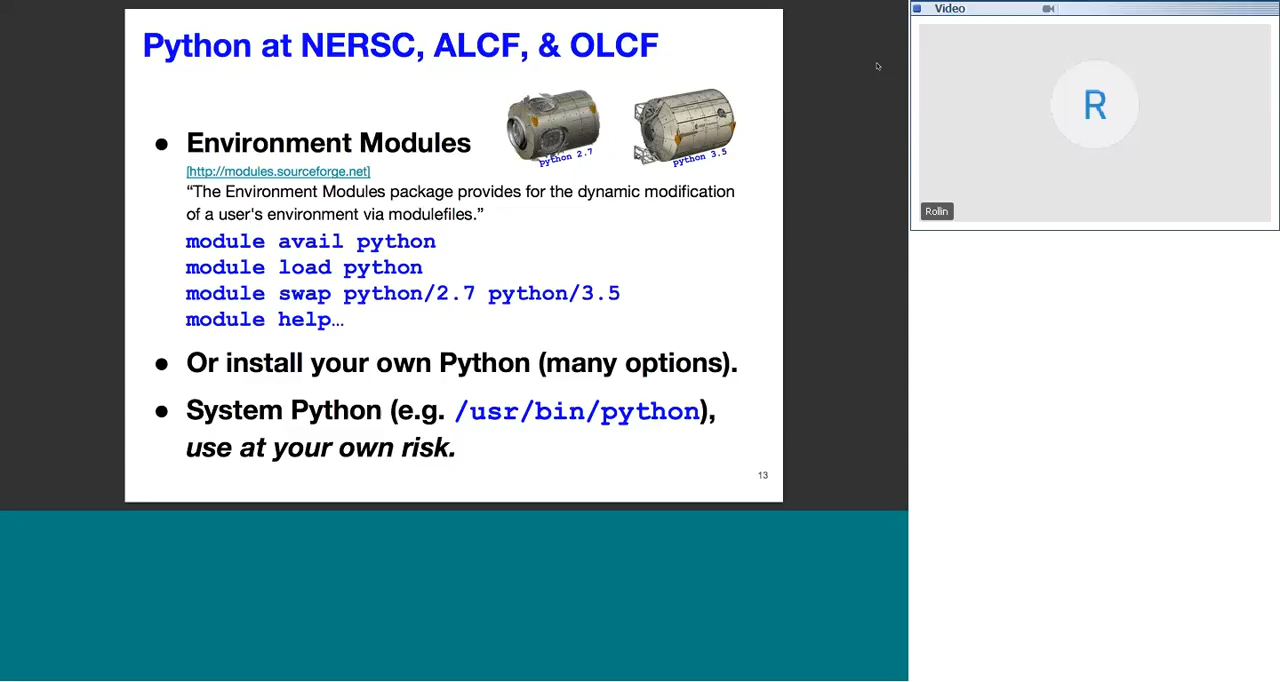 Python at NERSC, ALCF, & OLCF
Python 2.7
Python 3.5
● Environment Modules
[http://modules.sourceforge.net]
“The Environment Modules package provides for the dynamic modification
of a user's environment via modulefiles.”
module avail python
module load python
module swap python/2.7 python/3.5
module help…
● Or install your own Python (many options).
● System Python (e.g. /usr/bin/python),
use at your own risk.
13
Video
R
Rolin